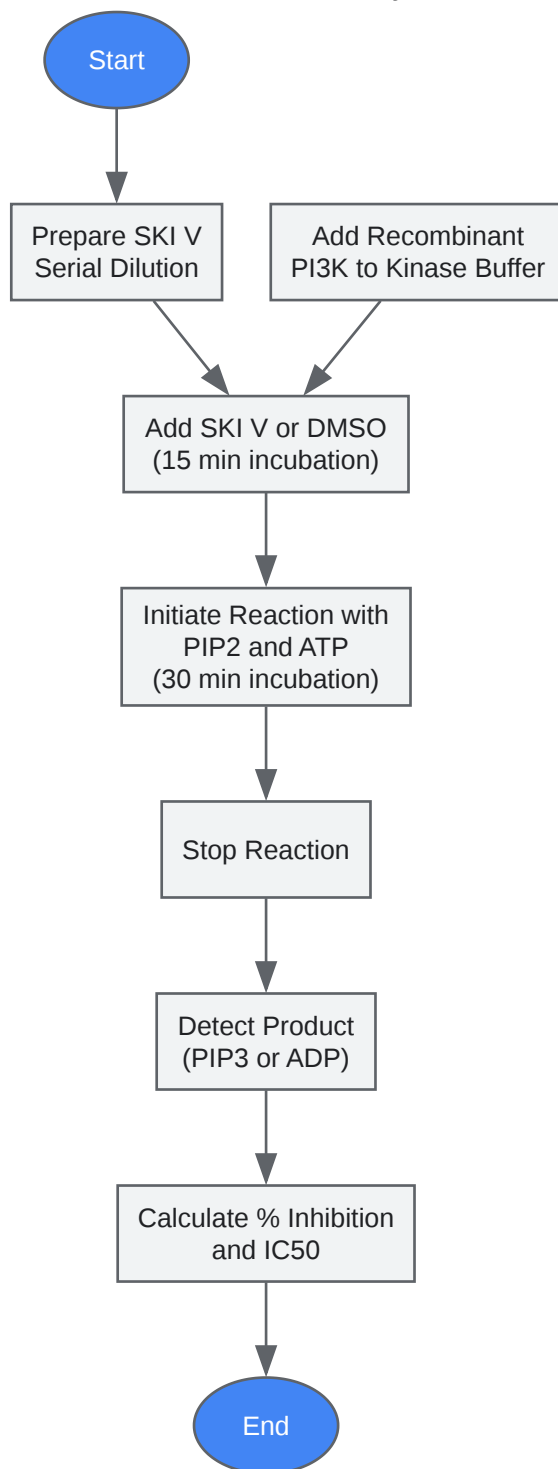 Start
Prepare SKI V
Serial Dilution
Add Recombinant
PI3K to Kinase Buffer
Add SKI V or DMSO
(15 min incubation)
Initiate Reaction with
PIP2 and ATP
(30 min incubation)
Stop Reaction
Detect Product
(PIP3 or ADP)
Calculate % Inhibition
and IC50
End